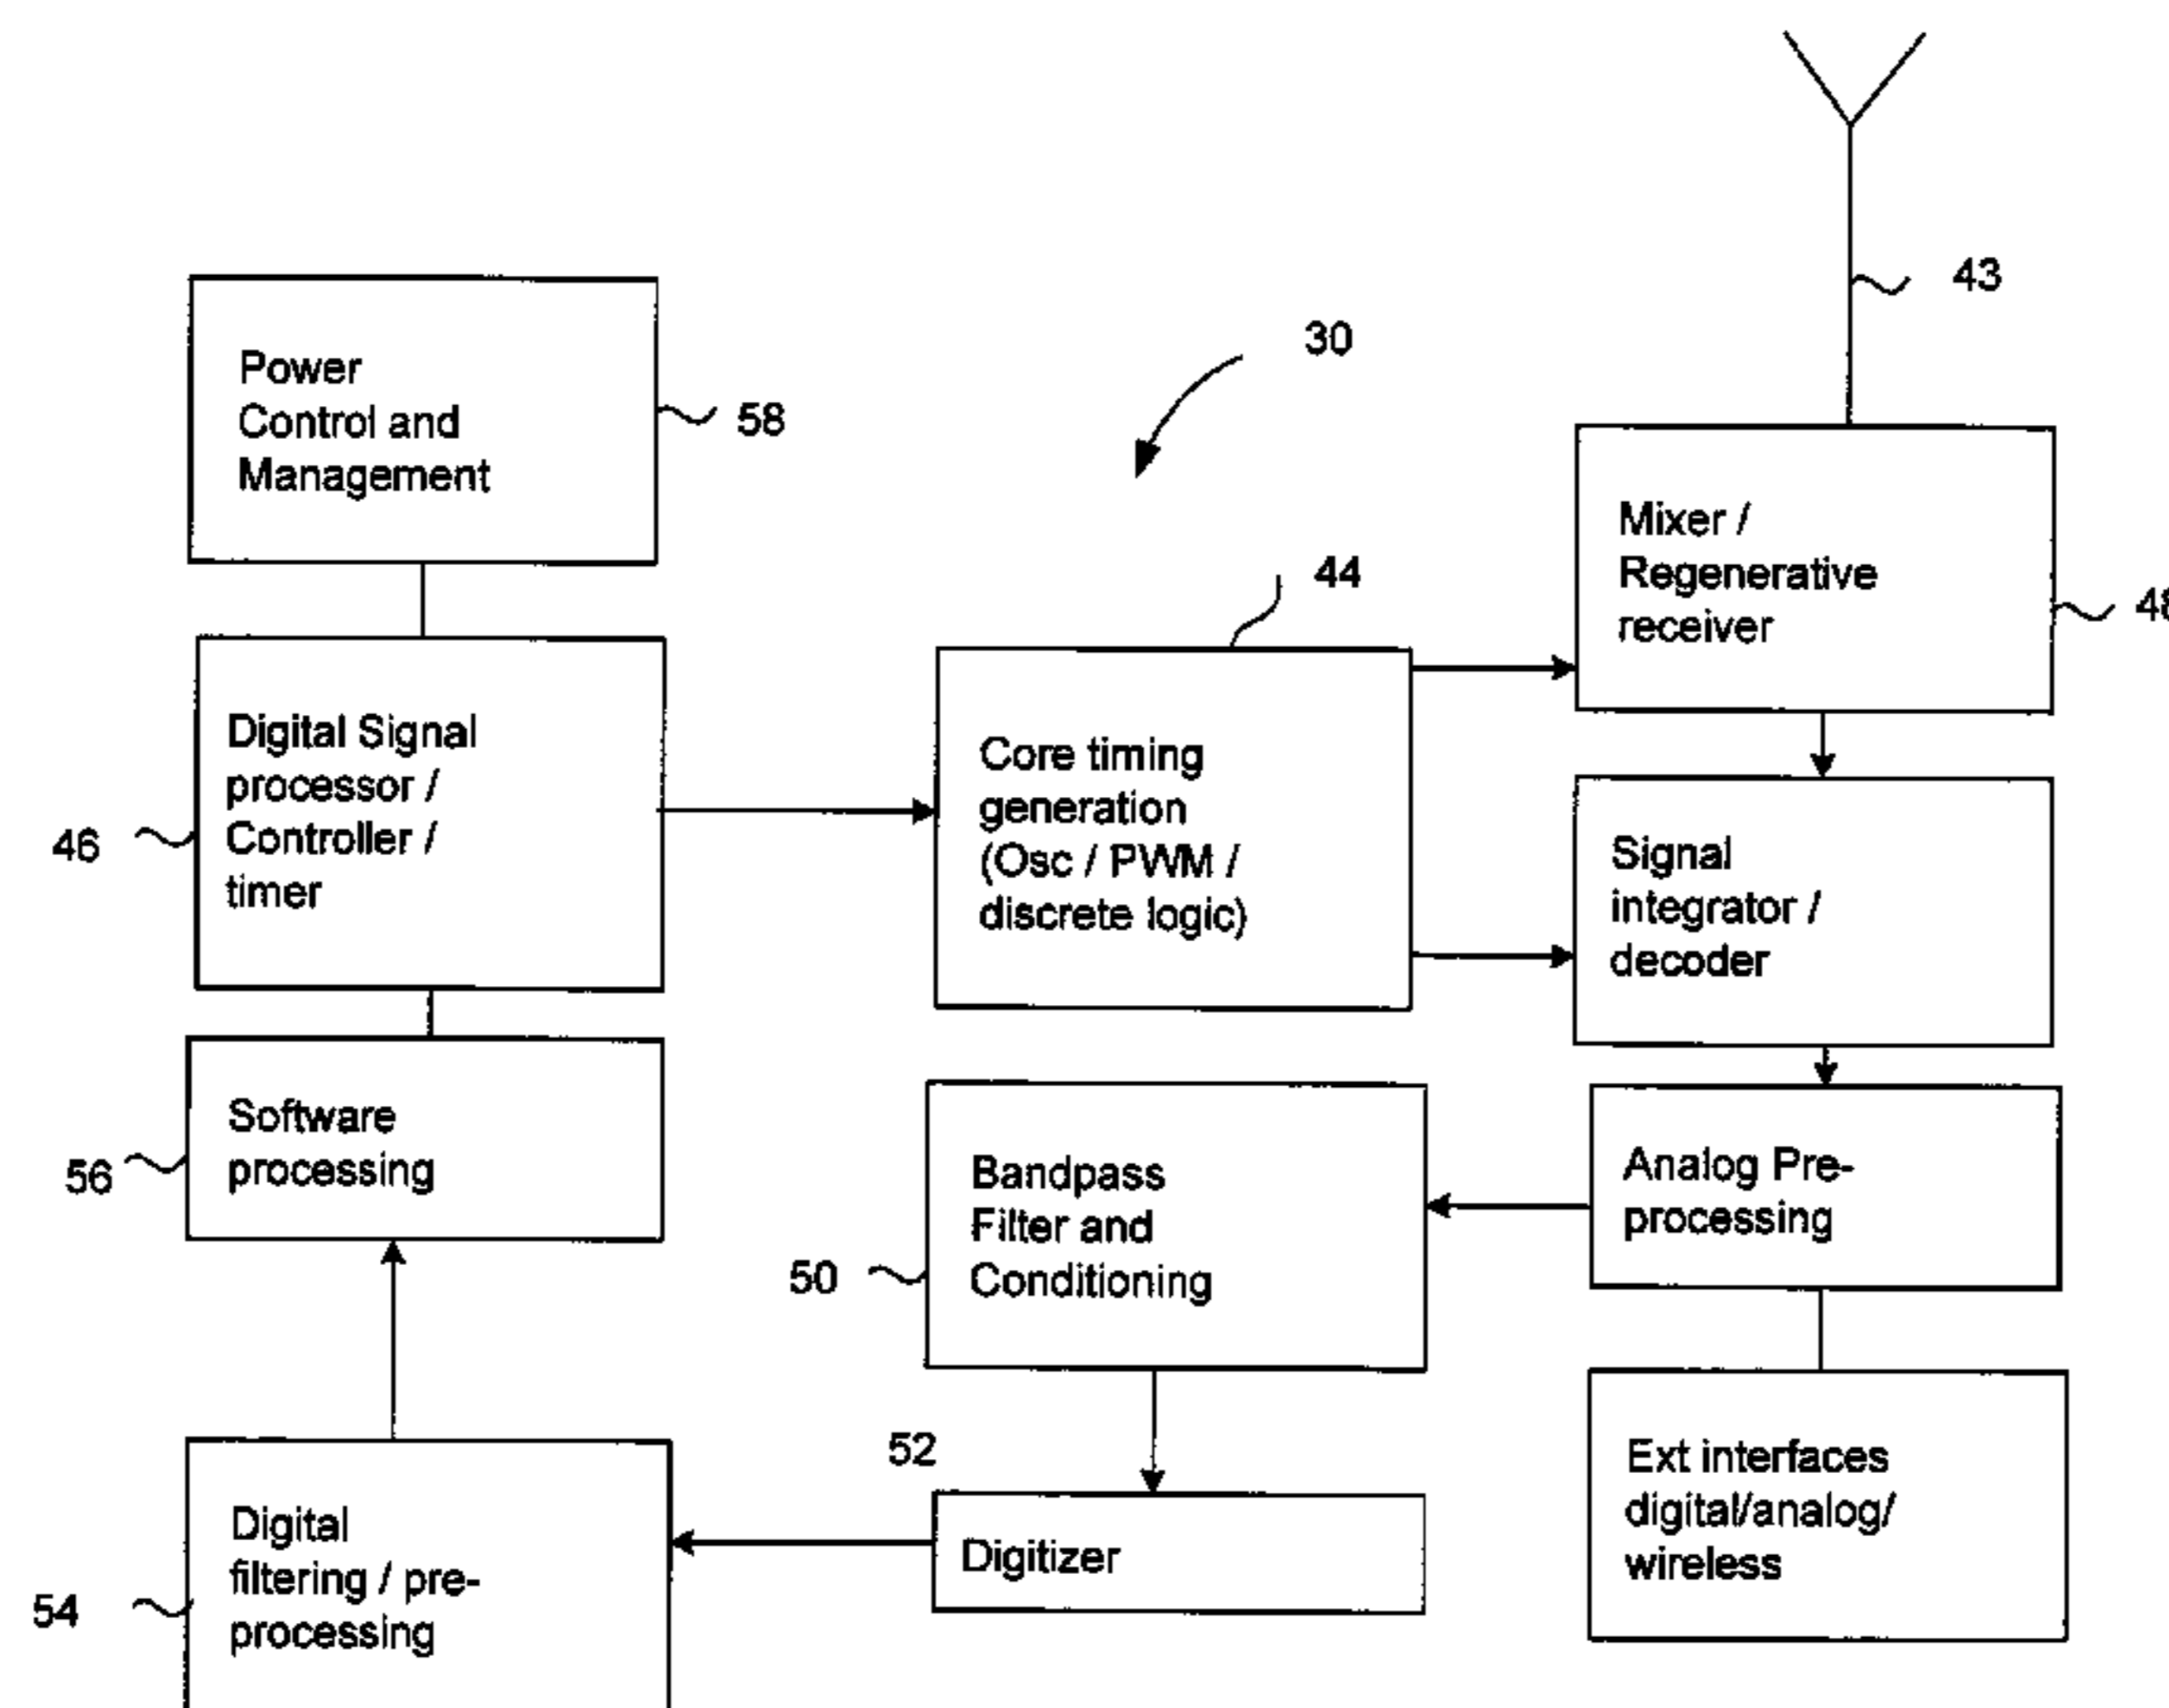 43
30
Power
Control and
Management
58
44
Mixer /
Regenerative
receiver
Digital Signal
processor /
Controller /
timer
46
Core timing
generation
(Osc / PWM /
discrete logic)
Signal
integrator /
decoder
Software
processing
56
Bandpass
Filter and
Conditioning
50
Analog Pre-
processing
52
Digitizer
Ext interfaces
digital/analog/
wireless
Digital
filtering / pre-
processing
54